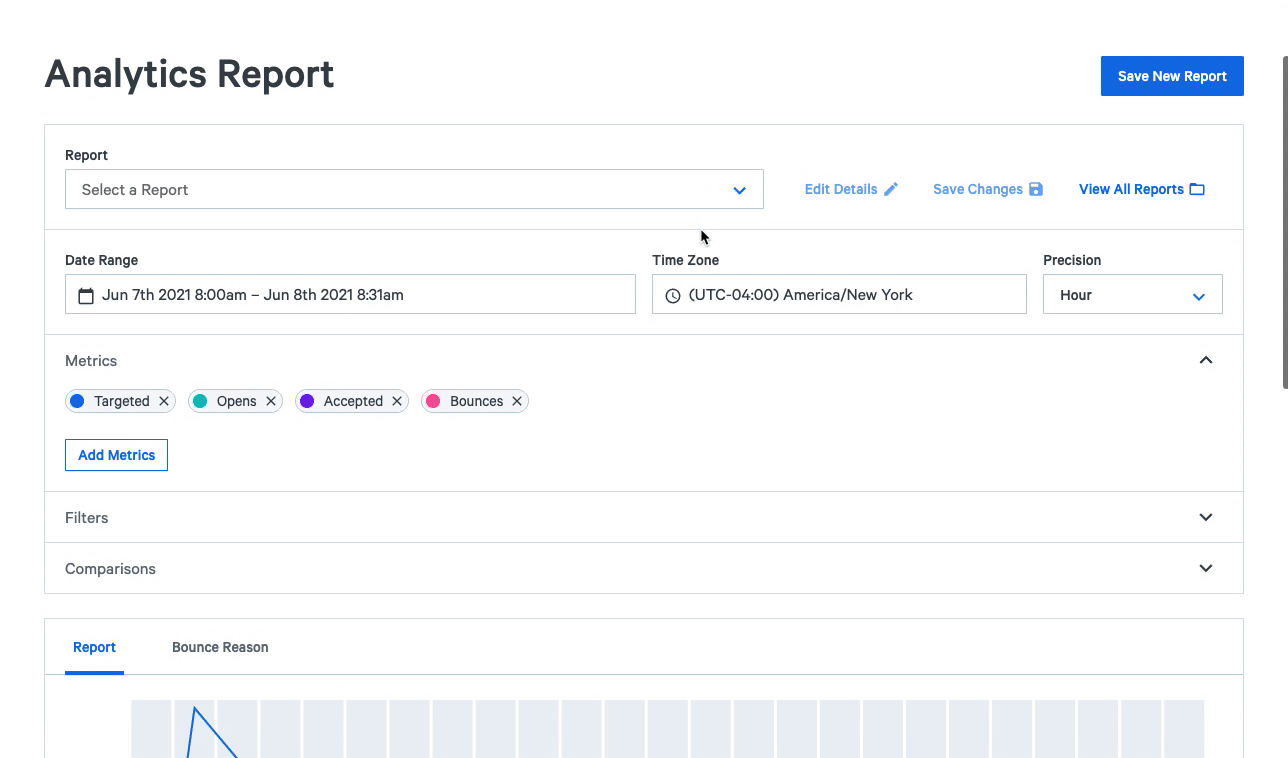 Analytics Report
Save New Report
Report
Select a Report
Edit Details
Save Changes
View All Reports
Date Range
Time Zone
Precision
Jun 7th 2021 8:00am – Jun 8th 2021 8:31am
(UTC-04:00) America/New York
Hour
Metrics
Targeted
Opens
Accepted
Bounces
Add Metrics
Filters
Comparisons
Report
Bounce Reason